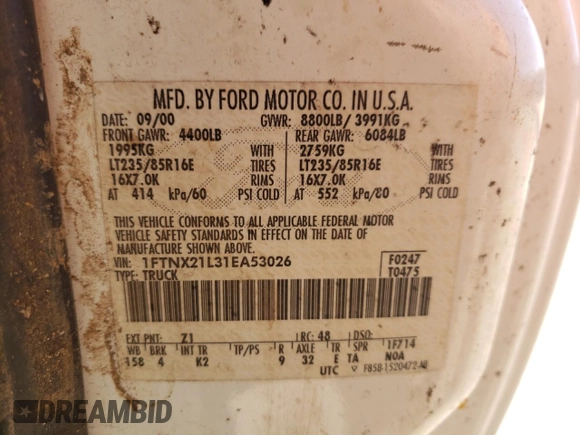 MFD. BY FORD MOTOR CO. IN U.S.A.
DATE: 09/00 GVWR: 8800LB/ 3991KG
FRONT GAWR: 4400LB REAR GAWR: 6084LB
1995KG WITH 2759KG WITH
LT235/85R16E TIRES LT235/85R16E TIRES
16X7.0K RIMS 16X7.0K RIMS
AT 414 kPa/60 PSI COLD AT 552 kPa/80 PSI COLD
THIS VEHICLE CONFORMS TO ALL APPLICABLE FEDERAL MOTOR
VEHICLE SAFETY STANDARDS IN EFFECT ON THE DATE OF
MANUFACTURE SHOWN ABOVE.
VIN: 1FTNX21L31EA53026 F0247
TYPE: TRUCK T0475
EXT PNT: Z1 RC: 48 DSO:
WB BRK INT TR TP/PS R AXLE TR SPR 1F714
158 4 K2 9 32 E TA N0A
UTC F85B-1520472-AB
DREAMBID